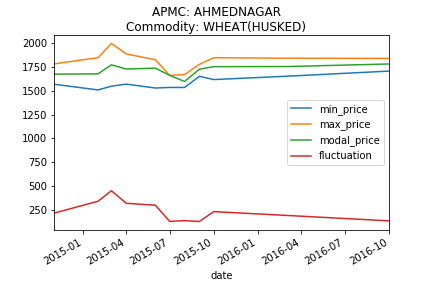 APMC: AHMEDNAGAR
Commodity: WHEAT(HUSKED)
2000
1750
1500
1250
1000
750
500
250
min_price
max_price
modal_price
fluctuation
2015-01
2015-04
2015-07
2015-10
2016-01
2016-04
2016-07
2016-10
date